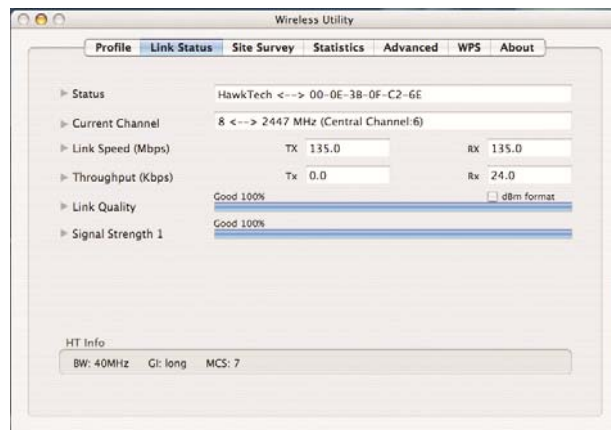 Wireless Utility
Profile Link Status Site Survey Statistics Advanced WPS About
Status HawkTech <--> 00-0E-3B-0F-C2-6E
Current Channel 8 <--> 2447 MHz (Central Channel:6)
Link Speed (Mbps) TX 135.0 RX 135.0
Throughput (Kbps) Tx 0.0 Rx 24.0
Good 100% dBm format
Link Quality
Good 100%
Signal Strength 1
HT Info
BW: 40MHz GI: long MCS: 7